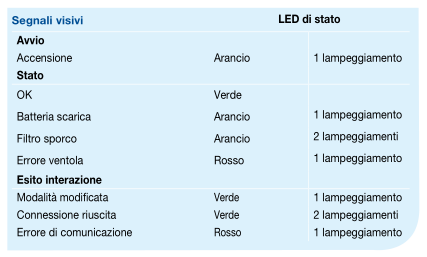 Segnali visivi LED di stato
Avvio
Accensione Arancio 1 lampeggiamento
Stato
OK Verde
Batteria scarica Arancio 1 lampeggiamento
Filtro sporco Arancio 2 lampeggiamenti
Errore ventola Rosso 1 lampeggiamento
Esito interazione
Modalità modificata Verde 1 lampeggiamento
Connessione riuscita Verde 2 lampeggiamenti
Errore di comunicazione Rosso 1 lampeggiamento